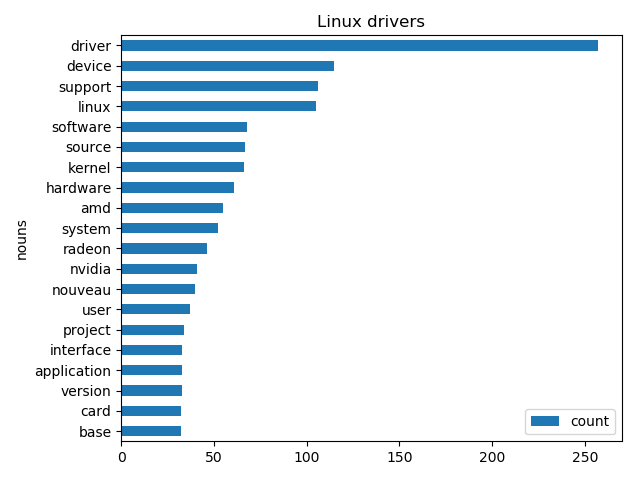 Linux drivers
driver
device
support
linux
software
source
kernel
hardware
amd
system
radeon
nvidia
nouveau
user
project
interface
application
version
card
base
nouns
count
0 50 100 150 200 250